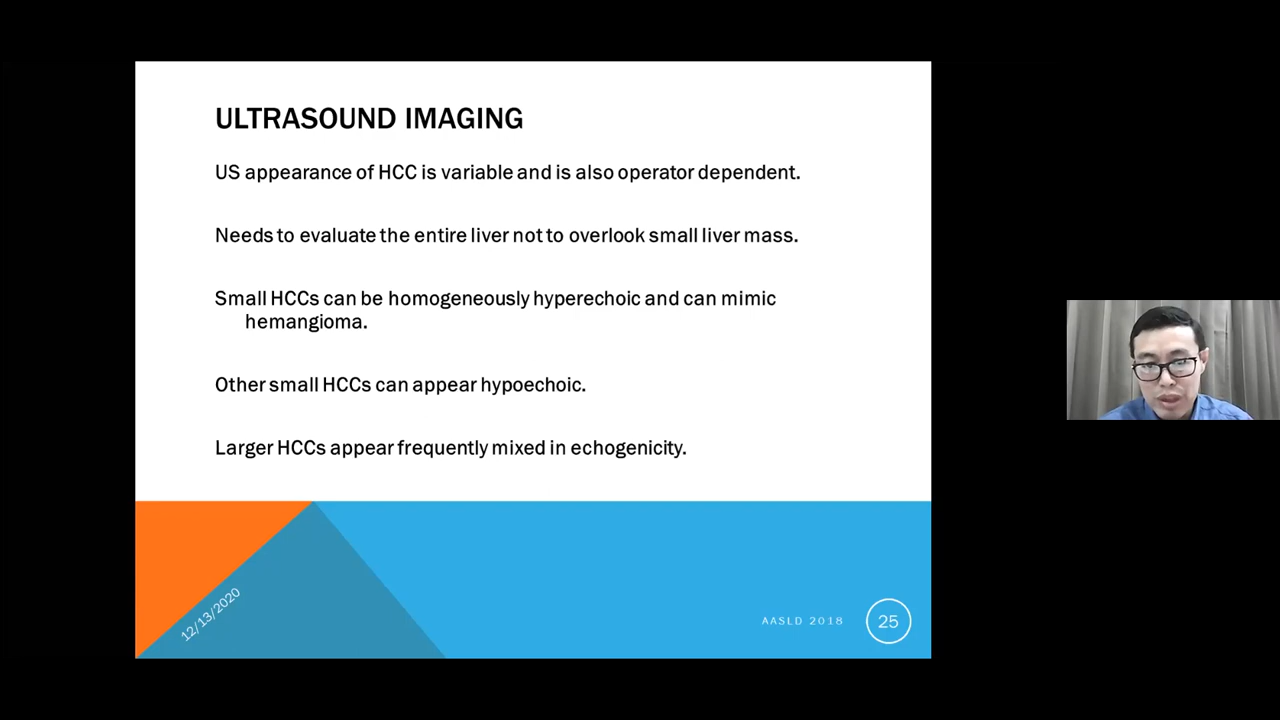 ULTRASOUND IMAGING
US appearance of HCC is variable and is also operator dependent.
Needs to evaluate the entire liver not to overlook small liver mass.
Small HCCs can be homogeneously hyperechoic and can mimic
hemangioma.
Other small HCCs can appear hypoechoic.
Larger HCCs appear frequently mixed in echogenicity.
12/13/2020
AASLD 2018
25